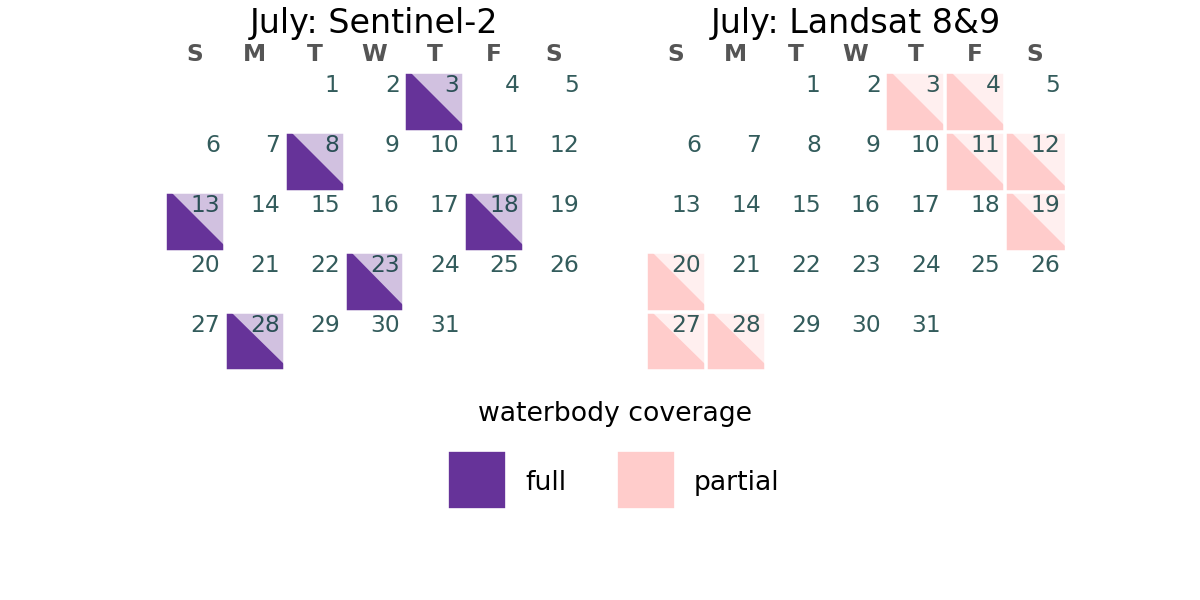 July: Sentinel-2
S M T W T F S
1 2 3 4 5
6 7 8 9 10 11 12
13 14 15 16 17 18 19
20 21 22 23 24 25 26
27 28 29 30 31
July: Landsat 8&9
S M T W T F S
1 2 3 4 5
6 7 8 9 10 11 12
13 14 15 16 17 18 19
20 21 22 23 24 25 26
27 28 29 30 31
waterbody coverage
full
partial